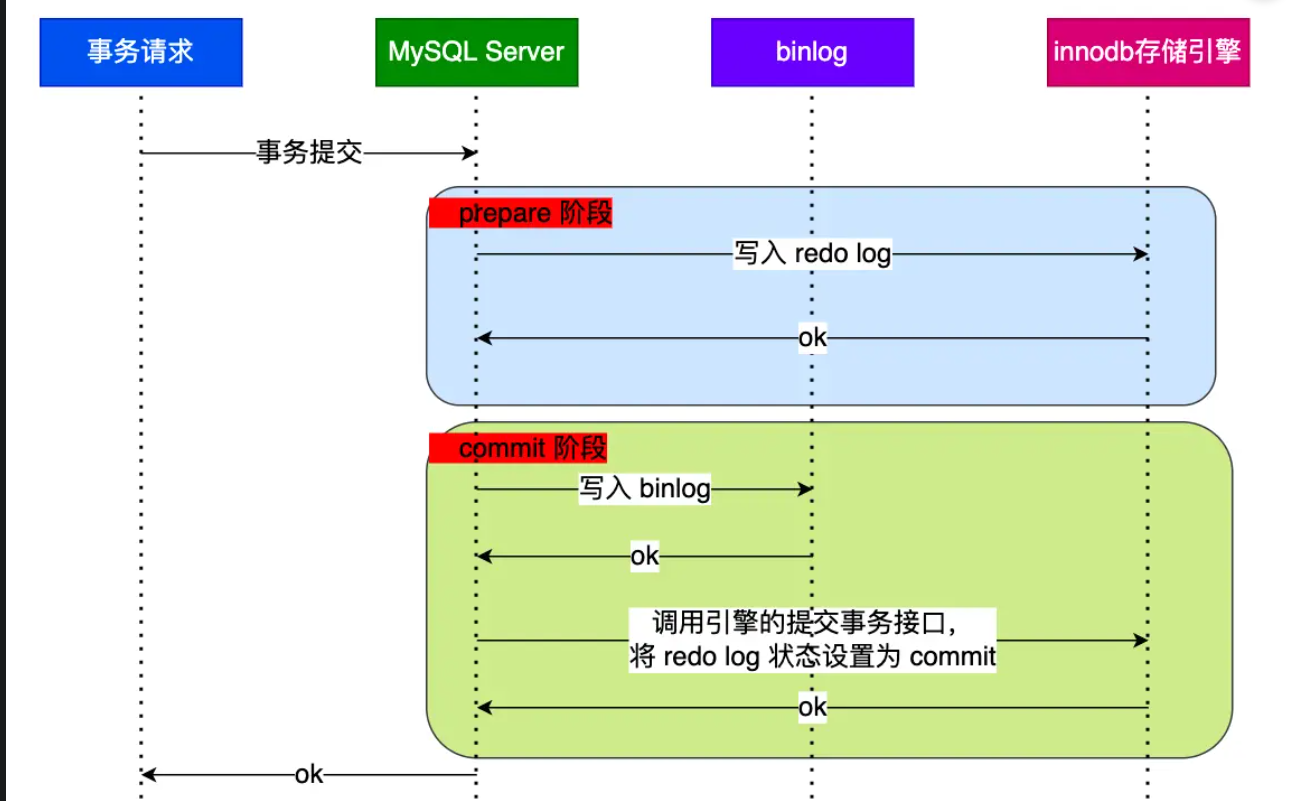 事务请求
MySQL Server
binlog
innodb存储引擎
事务提交
prepare 阶段
写入 redo log
ok
commit 阶段
写入 binlog
ok
调用引擎的提交事务接口，
将 redo log 状态设置为 commit
ok
ok